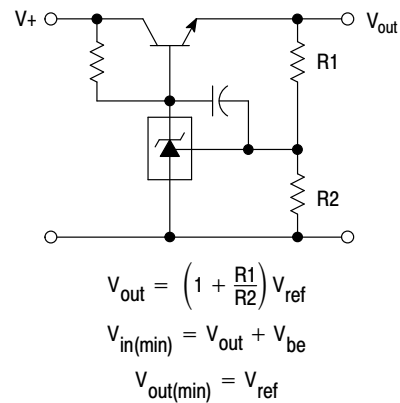 V+
V_out
R1
R2
V_out = (1 + R1/R2) V_ref
V_in(min) = V_out + V_be
V_out(min) = V_ref